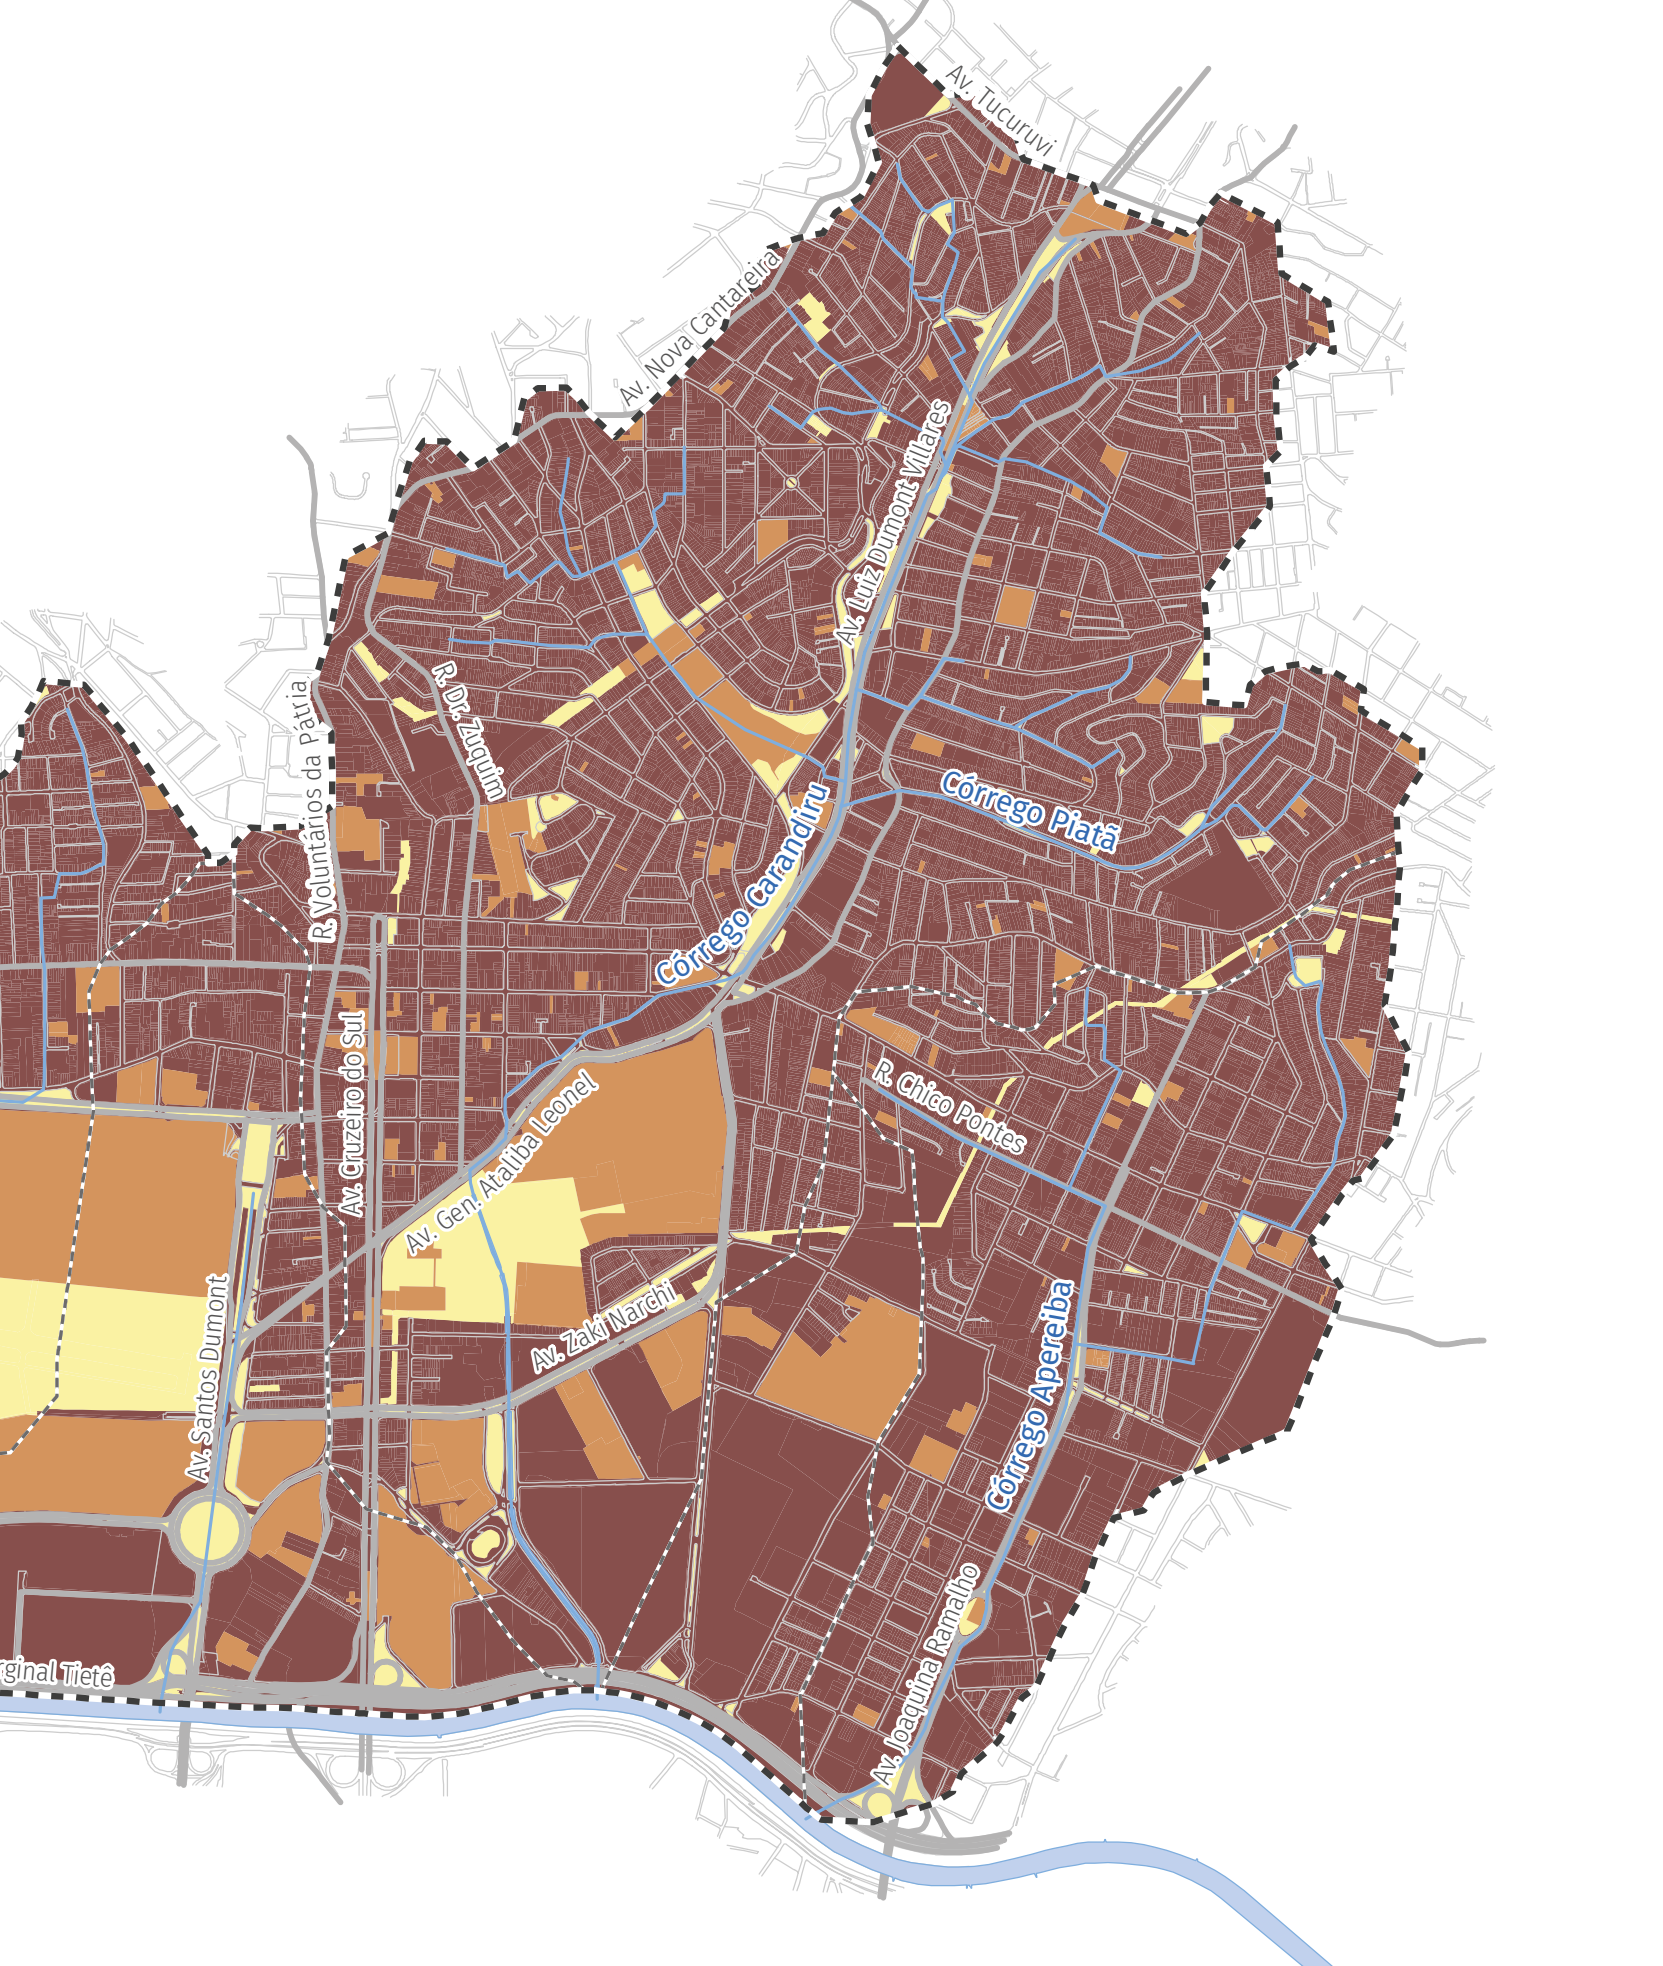 Av. Tucuruvi
Av. Nova Cantareira
Av. Luiz Dumont Villares
R. Dr. Zuquim
R. Voluntários da Pátria
Córrego Piatã
Córrego Carandiru
Av. Cruzeiro do Sul
R. Chico Pontes
Av. Gen. Ataliba Leonel
Av. Zaki Narchi
Av. Santos Dumont
Córrego Apereiba
Av. Joaquina Ramalho
rginal Tietê